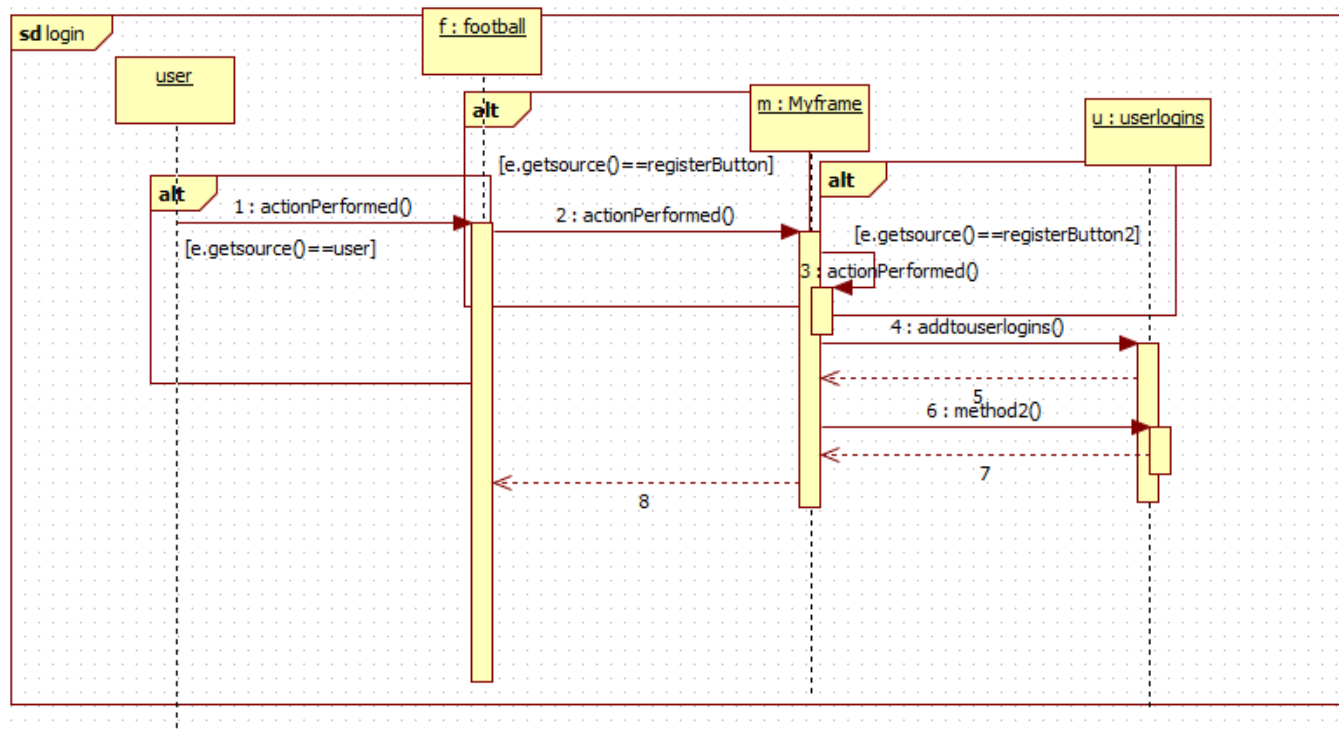 sd login
f : football
user
alt
m : Myframe
u : userlogins
[e.getsource()==registerButton]
alt
alt
1 : actionPerformed()
2 : actionPerformed()
[e.getsource()==user]
[e.getsource()==registerButton2]
3 : actionPerformed()
4 : addtouserlogins()
5
6 : method2()
7
8